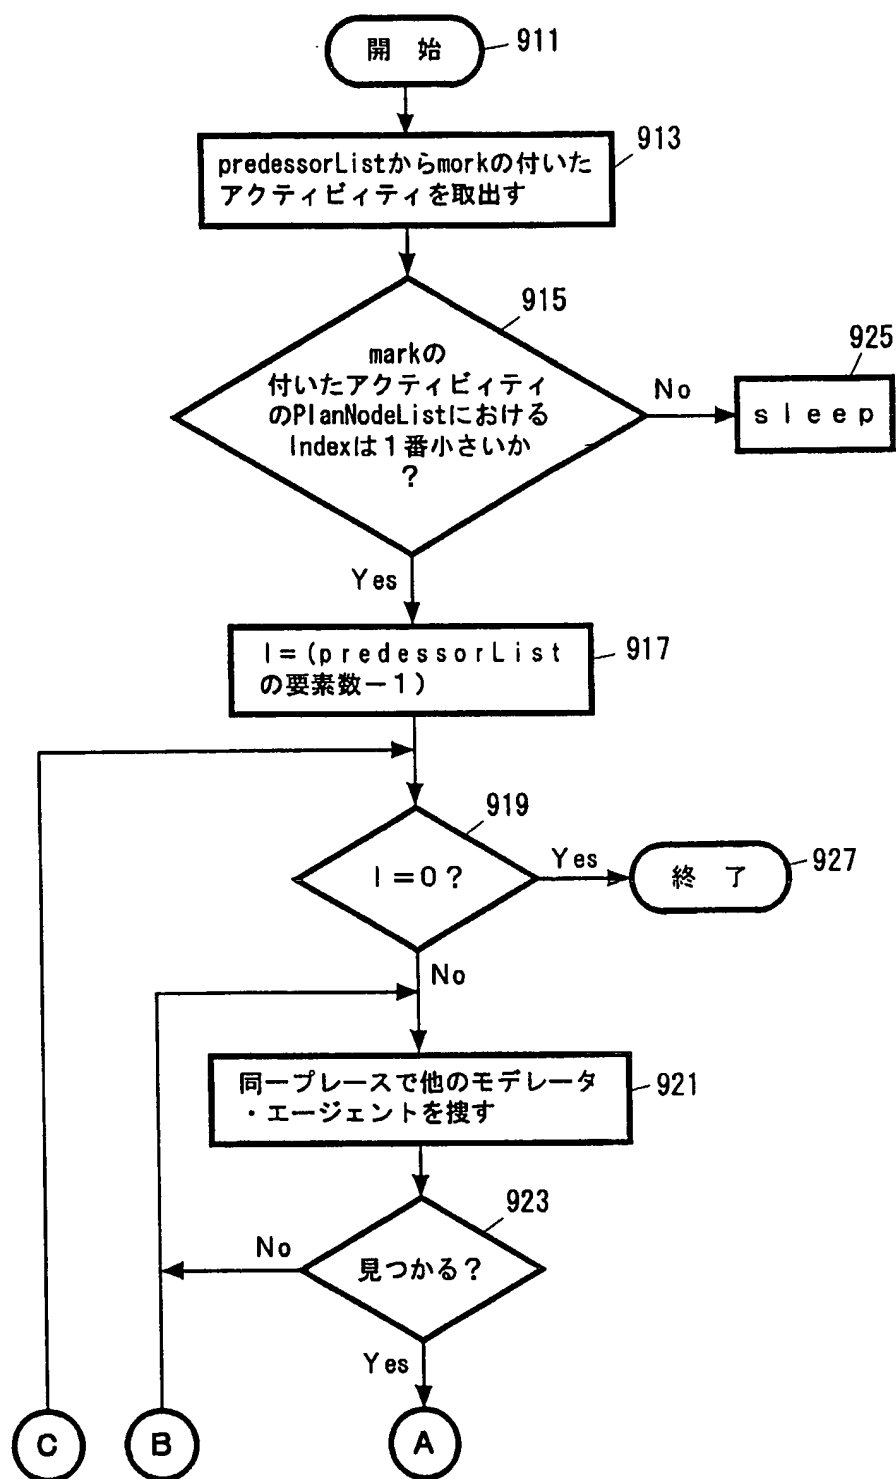 開 始
911
predessorListからmorkの付いた
アクティビィティを取出す
913
915
markの
付いたアクティビィティ
のPlanNodeListにおける
Indexは1番小さいか
?
No
925
sleep
Yes
I=(predessorList
の要素数-1)
917
919
I=0?
Yes
終 了
927
No
同一プレースで他のモデレータ
・エージェントを捜す
921
923
見つかる?
No
Yes
C
B
A